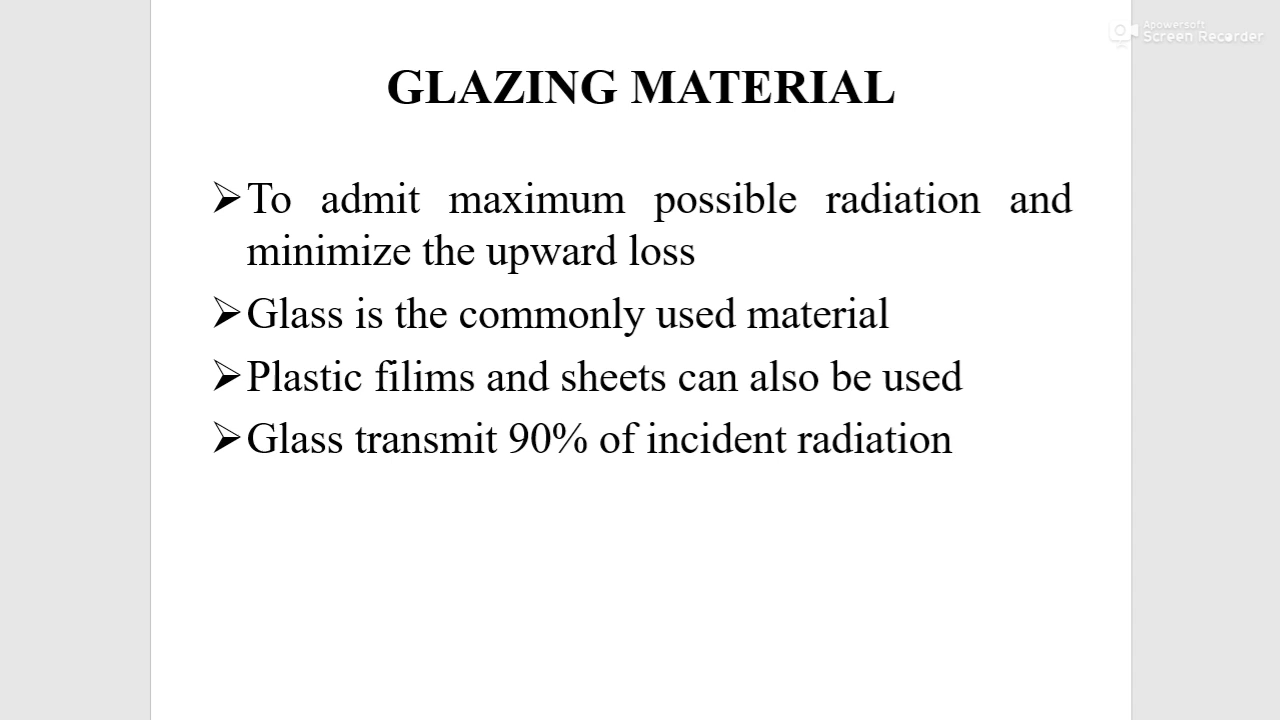 Apowersoft
Screen Recorder
GLAZING MATERIAL
➢To admit maximum possible radiation and
minimize the upward loss
➢Glass is the commonly used material
➢Plastic filims and sheets can also be used
➢Glass transmit 90% of incident radiation